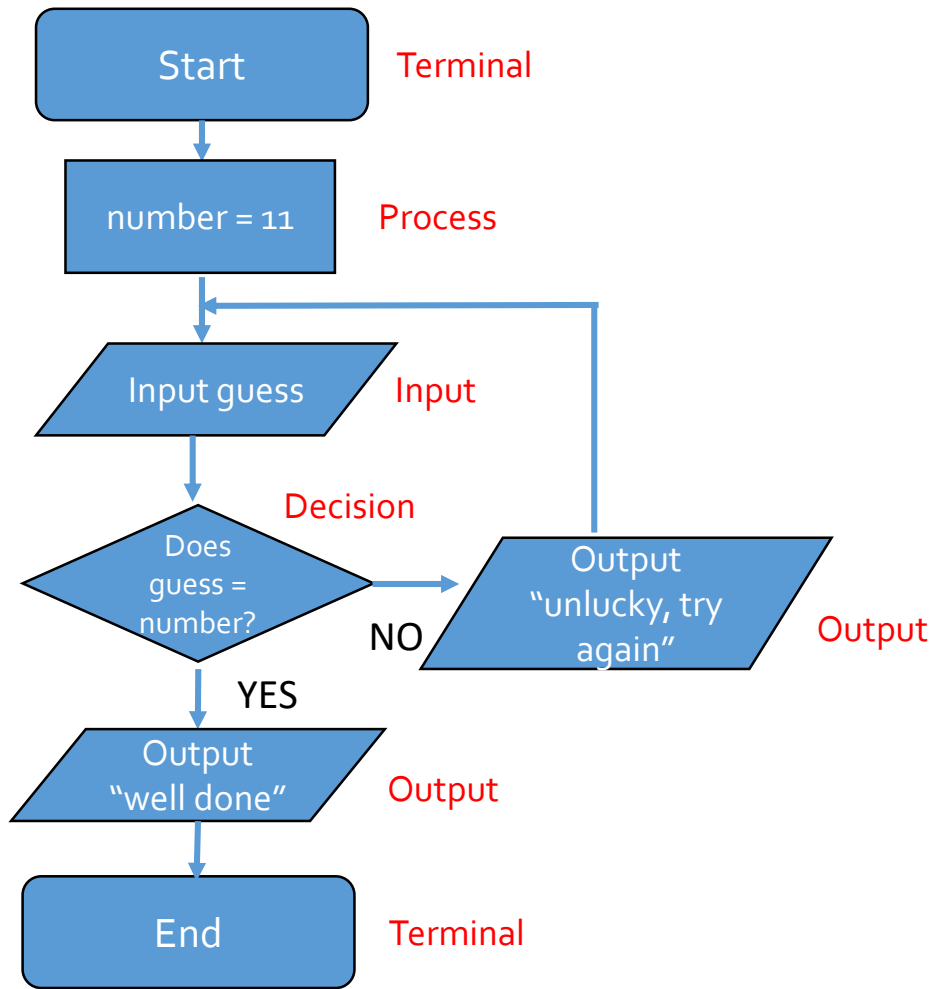 Start
Terminal
number = 11
Process
Input guess
Input
Decision
Does
guess =
number?
NO
Output
“unlucky, try
again”
Output
YES
Output
“well done”
Output
End
Terminal